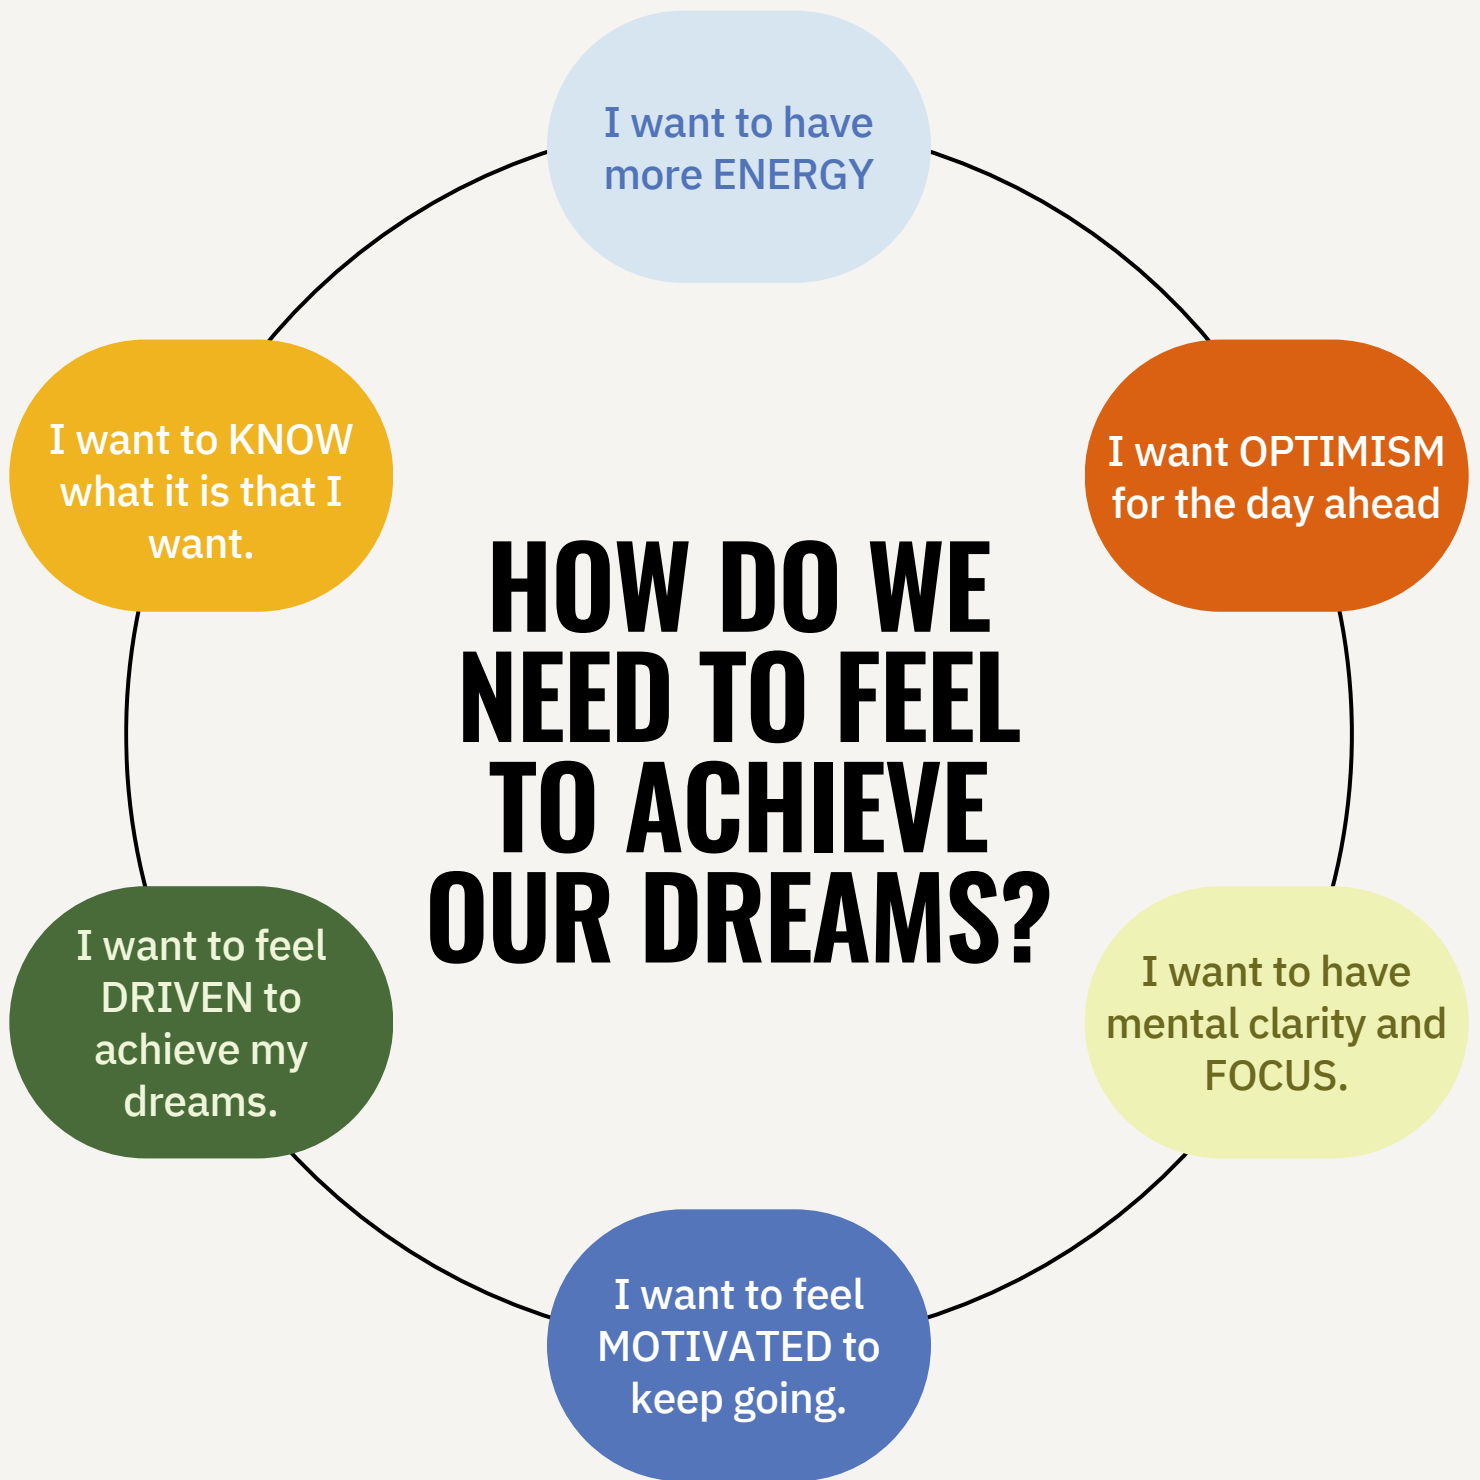 I want to have
more ENERGY
I want OPTIMISM
for the day ahead
I want to have
mental clarity and
FOCUS.
I want to feel
MOTIVATED to
keep going.
I want to feel
DRIVEN to
achieve my
dreams.
I want to KNOW
what it is that I
want.
HOW DO WE
NEED TO FEEL
TO ACHIEVE
OUR DREAMS?